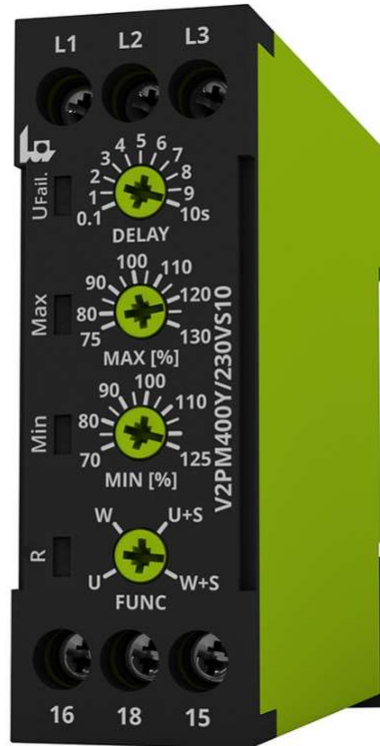 L1 L2 L3
UFail.
0.1 1 2 3 4 5 6 7 8 9 10s
DELAY
Max
75 80 90 100 110 120 130
MAX [%]
Min
70 80 90 100 110 125
MIN [%]
V2PM400Y/230VS10
R
U W U+S W+S
FUNC
16 18 15